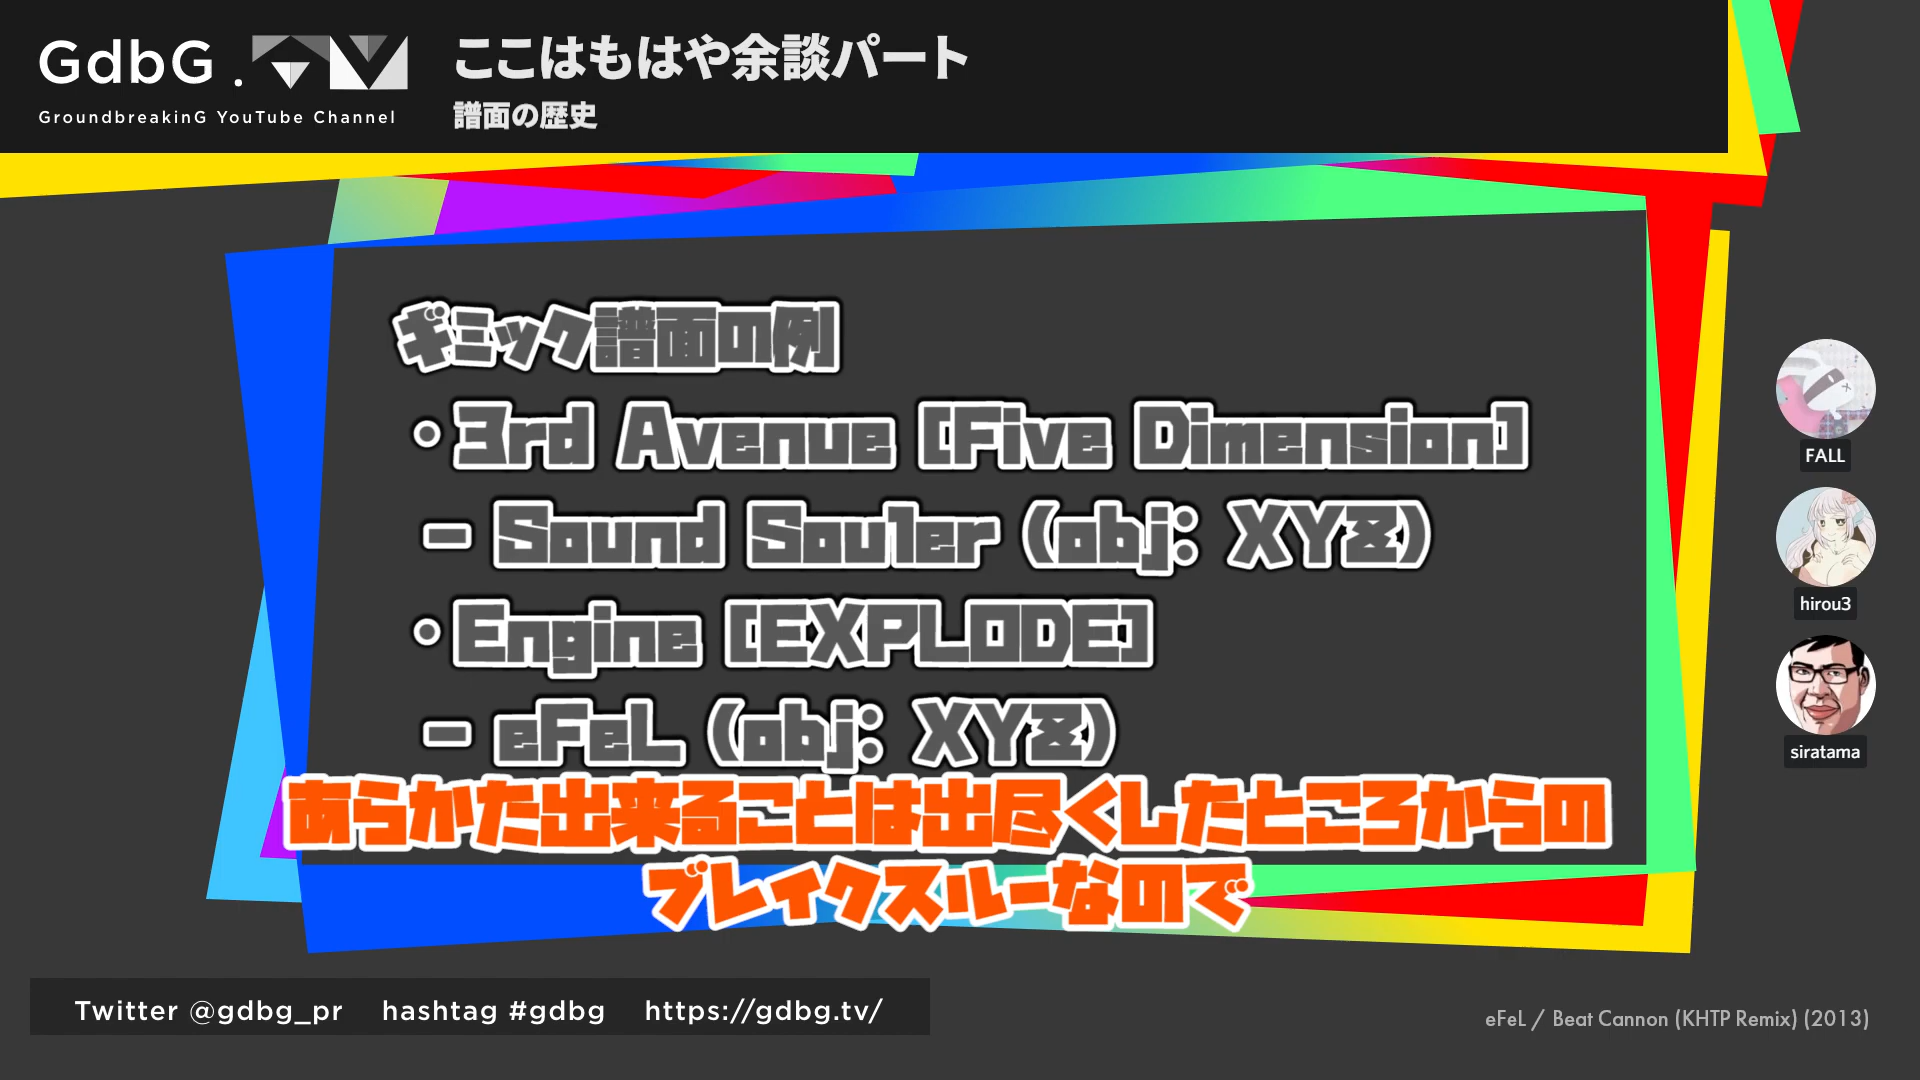 GdbG.TV
GroundbreakinG YouTube Channel
ここはもはや余談パート
譜面の歴史
ギミック譜面の例
・3rd Avenue [Five Dimension]
- Sound Sou1er (obj: XYZ)
・Engine [EXPLODE]
- eFeL (obj: XYZ)
あらかた出来ることは出尽くしたところからの
ブレイクスルーなので
FALL
hirou3
siratama
Twitter @gdbg_pr hashtag #gdbg https://gdbg.tv/
eFeL / Beat Cannon (KHTP Remix) (2013)